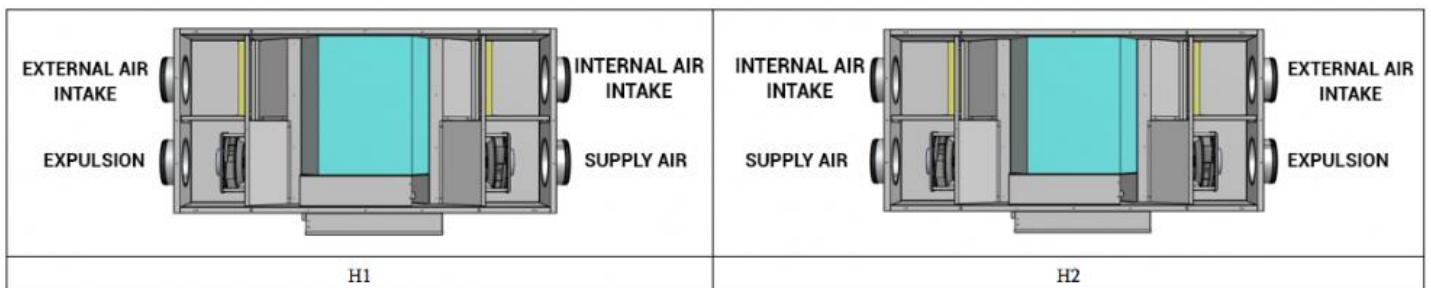 EXTERNAL AIR
INTAKE
EXPULSION
INTERNAL AIR
INTAKE
SUPPLY AIR
H1
INTERNAL AIR
INTAKE
SUPPLY AIR
EXTERNAL AIR
INTAKE
EXPULSION
H2